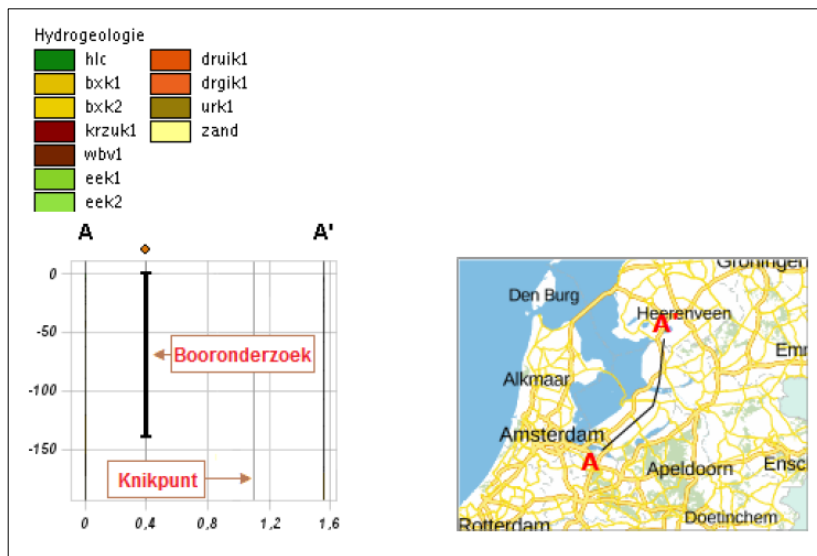 Hydrogeologie
hlc
bxk1
bxk2
krzuk1
wbv1
eek1
eek2
druik1
drgik1
urk1
zand
A
A'
0
-50
-100
-150
Booronderzoek
Knikpunt
0
0,4
0,8
1,2
1,6
Groningen
Den Burg
Heerenveen
A'
Emm
Alkmaar
Amsterdam
A
Apeldoorn
Ensc
Doetinchem
Rotterdam